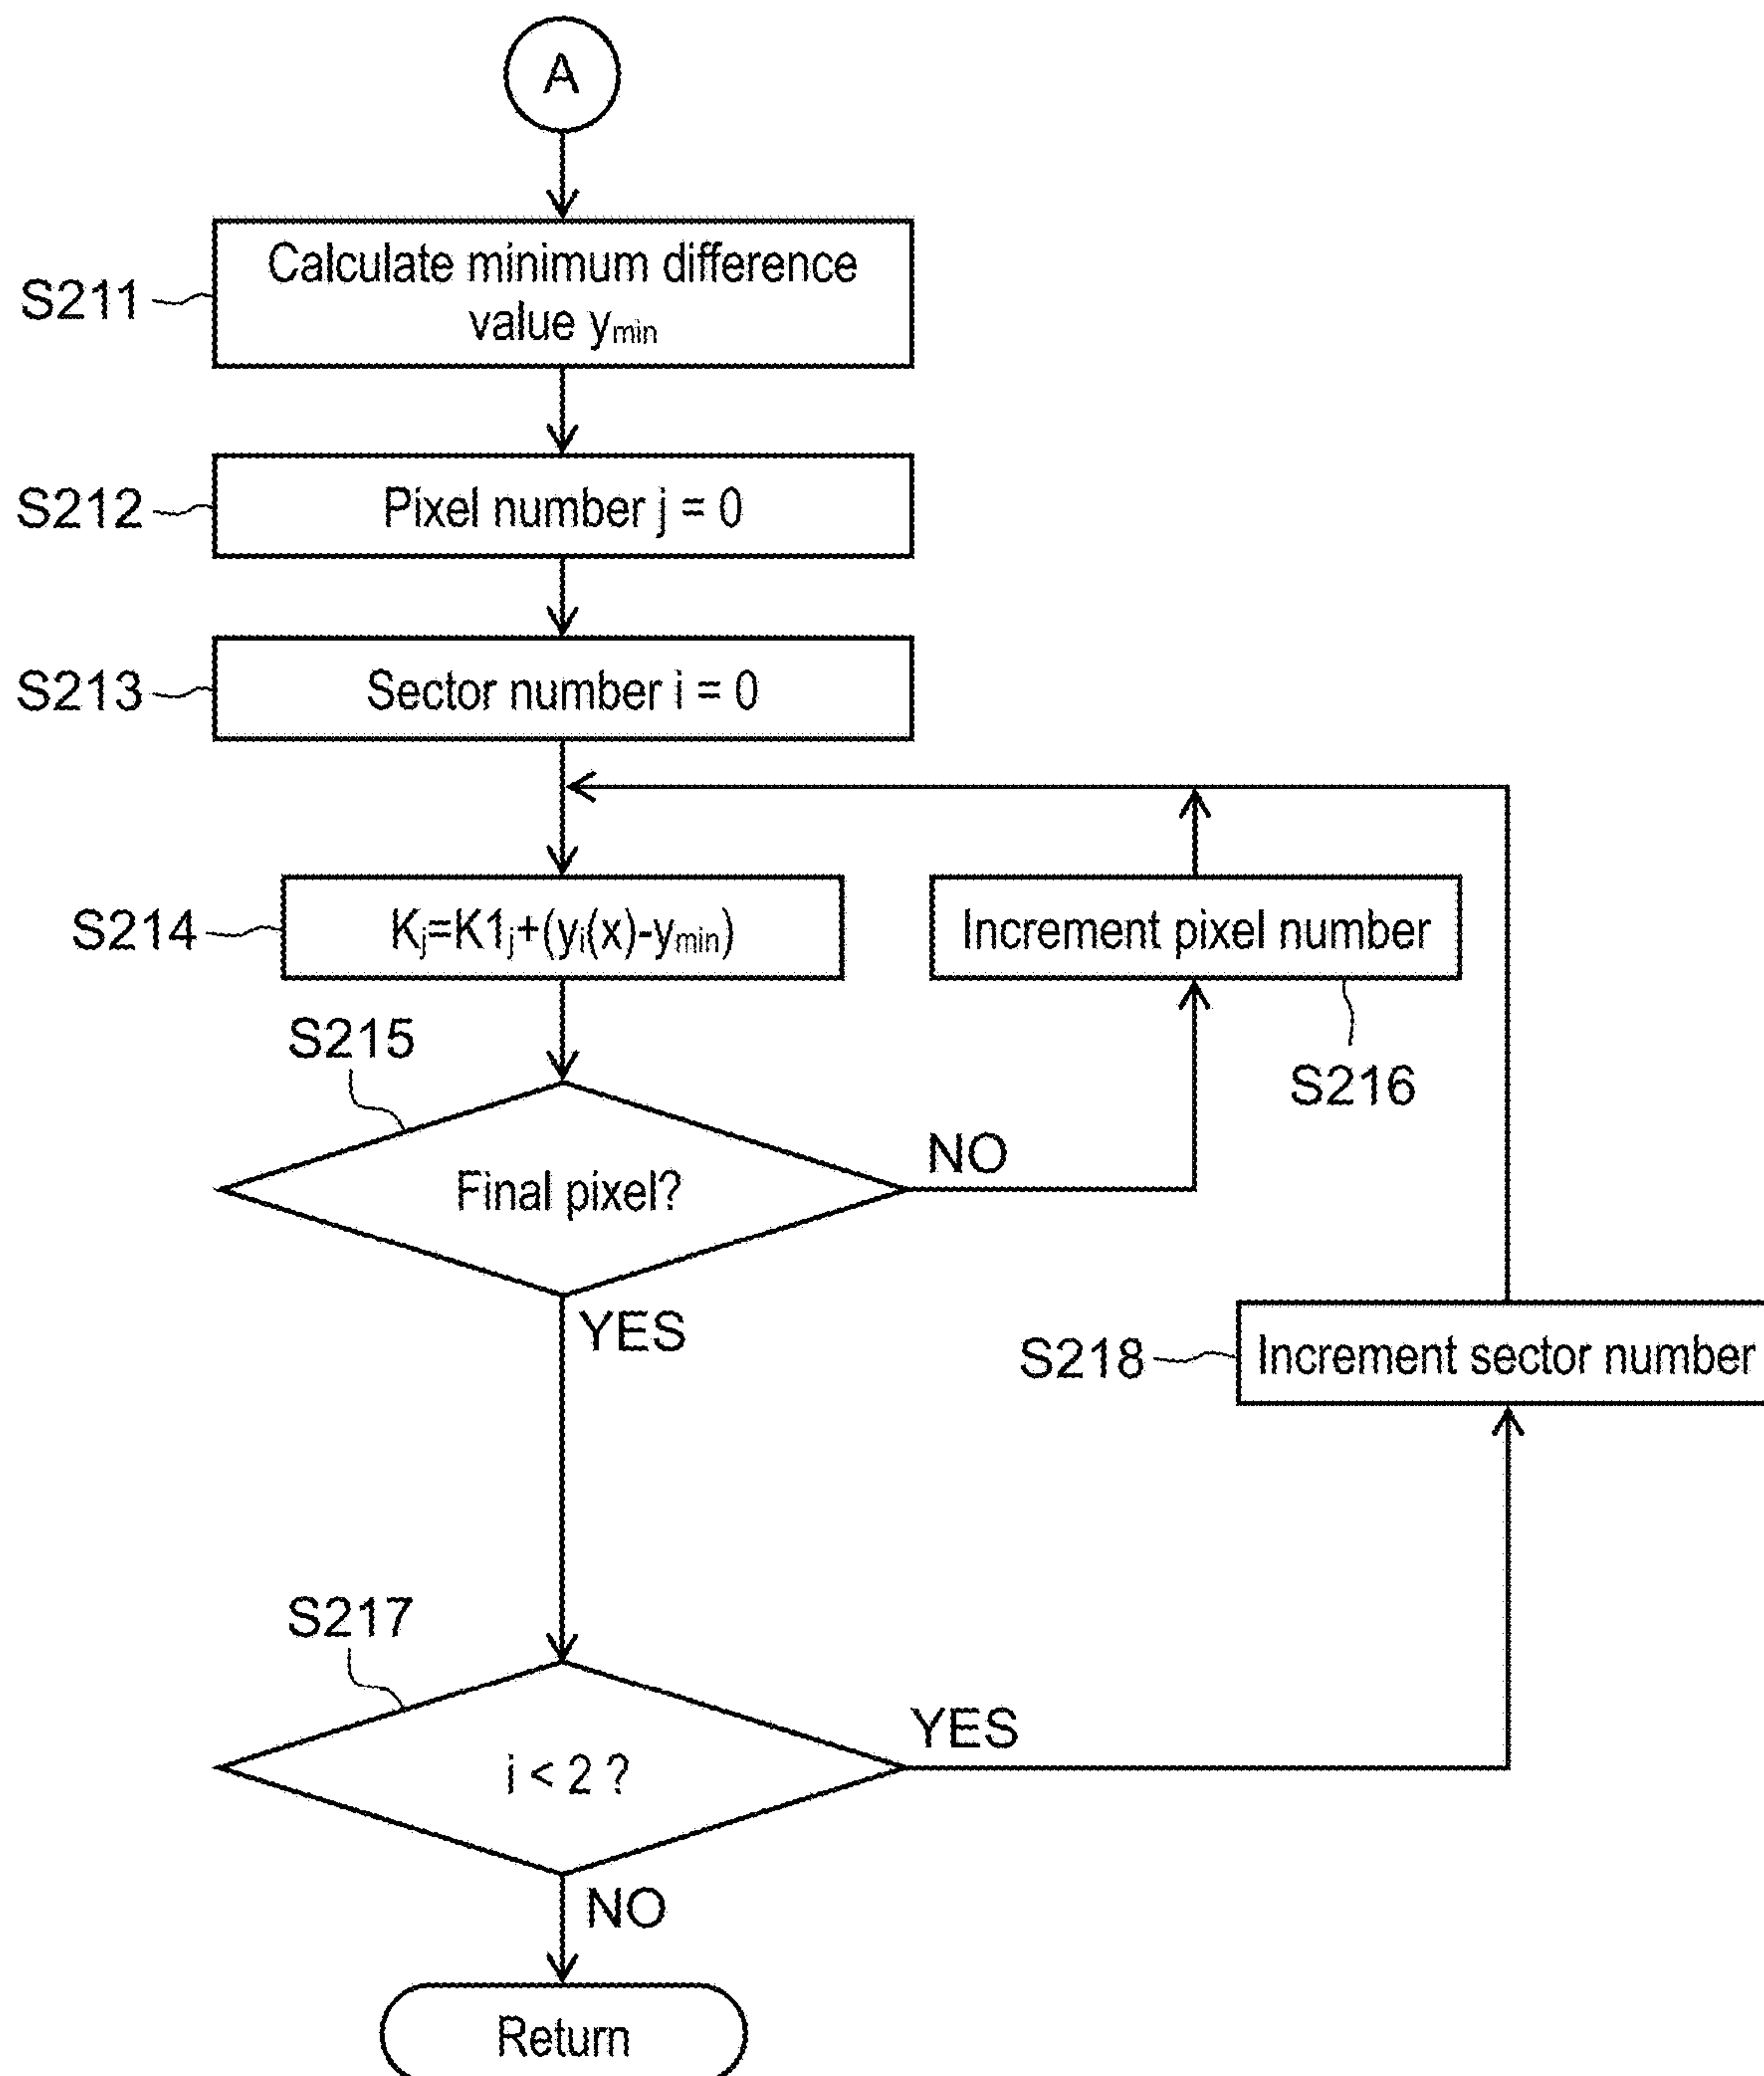 A
S211
Calculate minimum difference
value ymin
S212
Pixel number j = 0
S213
Sector number i = 0
S214
Kj=K1j+(yi(x)-ymin)
Increment pixel number
S215
S216
Final pixel?
NO
YES
S218
Increment sector number
S217
i < 2 ?
YES
NO
Return